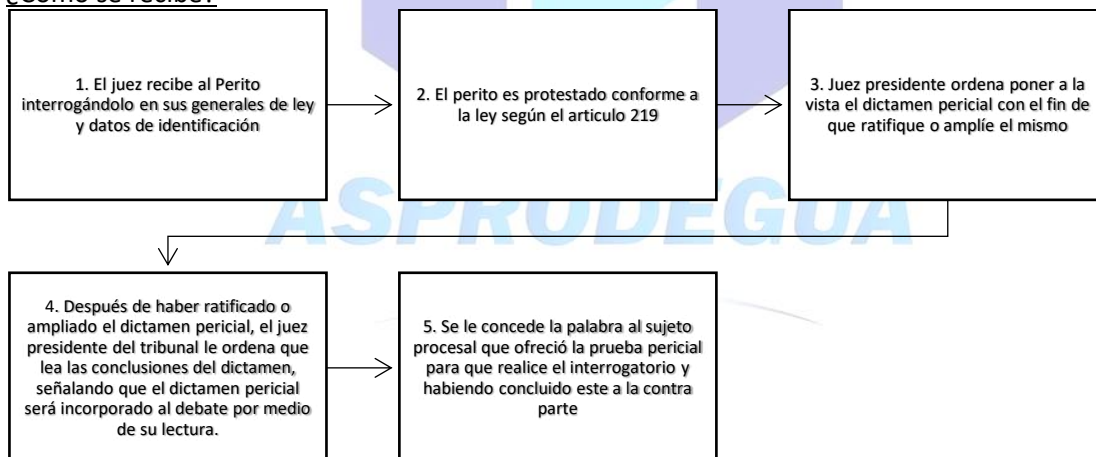 ¿Cómo se recibe?
1. El juez recibe al Perito
interrogándolo en sus generales de ley
y datos de identificación
2. El perito es protestado conforme a
la ley según el articulo 219
3. Juez presidente ordena poner a la
vista el dictamen pericial con el fin de
que ratifique o amplíe el mismo
ASPRODEGUA
4. Después de haber ratificado o
ampliado el dictamen pericial, el juez
presidente del tribunal le ordena que
lea las conclusiones del dictamen,
señalando que el dictamen pericial
será incorporado al debate por medio
de su lectura.
5. Se le concede la palabra al sujeto
procesal que ofreció la prueba pericial
para que realice el interrogatorio y
habiendo concluido este a la contra
parte